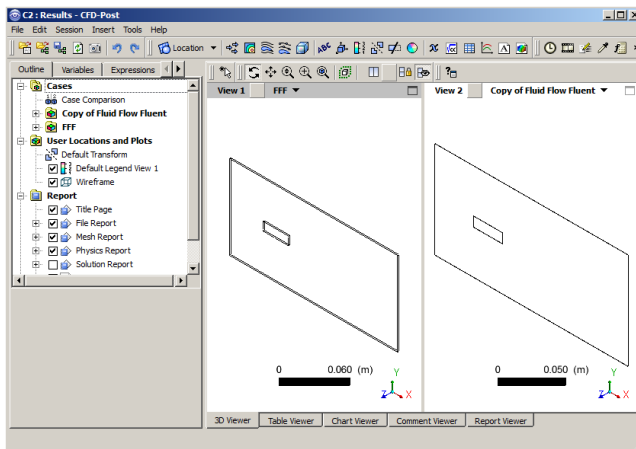 C2 : Results - CFD-Post
File Edit Session Insert Tools Help
Location
Outline Variables Expressions
Cases
Case Comparison
Copy of Fluid Flow Fluent
FFF
User Locations and Plots
Default Transform
Default Legend View 1
Wireframe
Report
Title Page
File Report
Mesh Report
Physics Report
Solution Report
View 1 FFF
0 0.060 (m)
Y
Z X
View 2 Copy of Fluid Flow Fluent
0 0.050 (m)
Y
Z X
3D Viewer Table Viewer Chart Viewer Comment Viewer Report Viewer